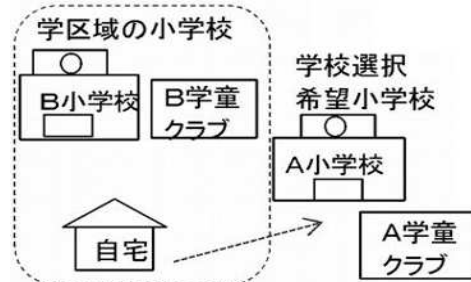 学区域の小学校
B小学校
B学童
クラブ
学校選択
希望小学校
A小学校
自宅
A学童
クラブ